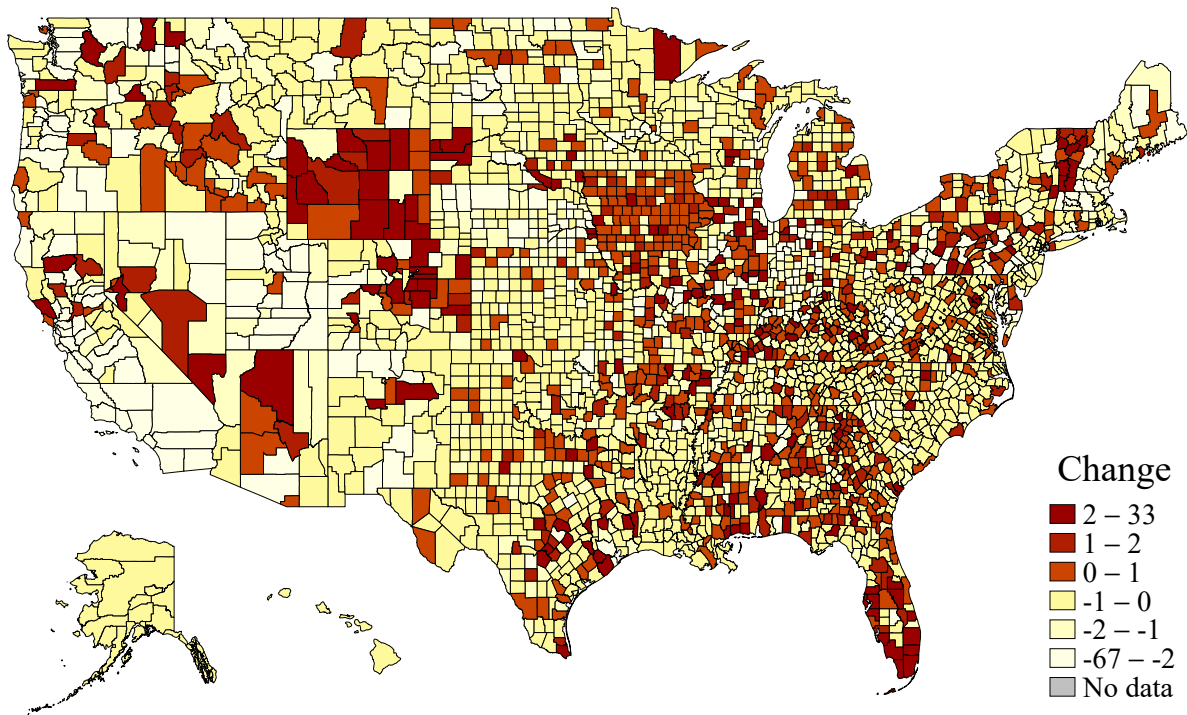 Change
2 – 33
1 – 2
0 – 1
-1 – 0
-2 – -1
-67 – -2
No data